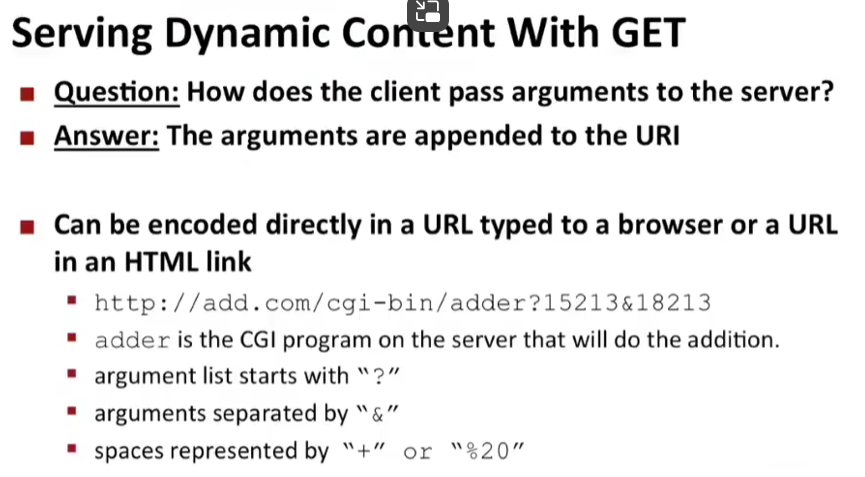 Serving Dynamic Content With GET
Question: How does the client pass arguments to the server?
Answer: The arguments are appended to the URI
Can be encoded directly in a URL typed to a browser or a URL
in an HTML link
http://add.com/cgi-bin/adder?15213&18213
adder is the CGI program on the server that will do the addition.
argument list starts with “?”
arguments separated by “&”
spaces represented by “+” or “%20”